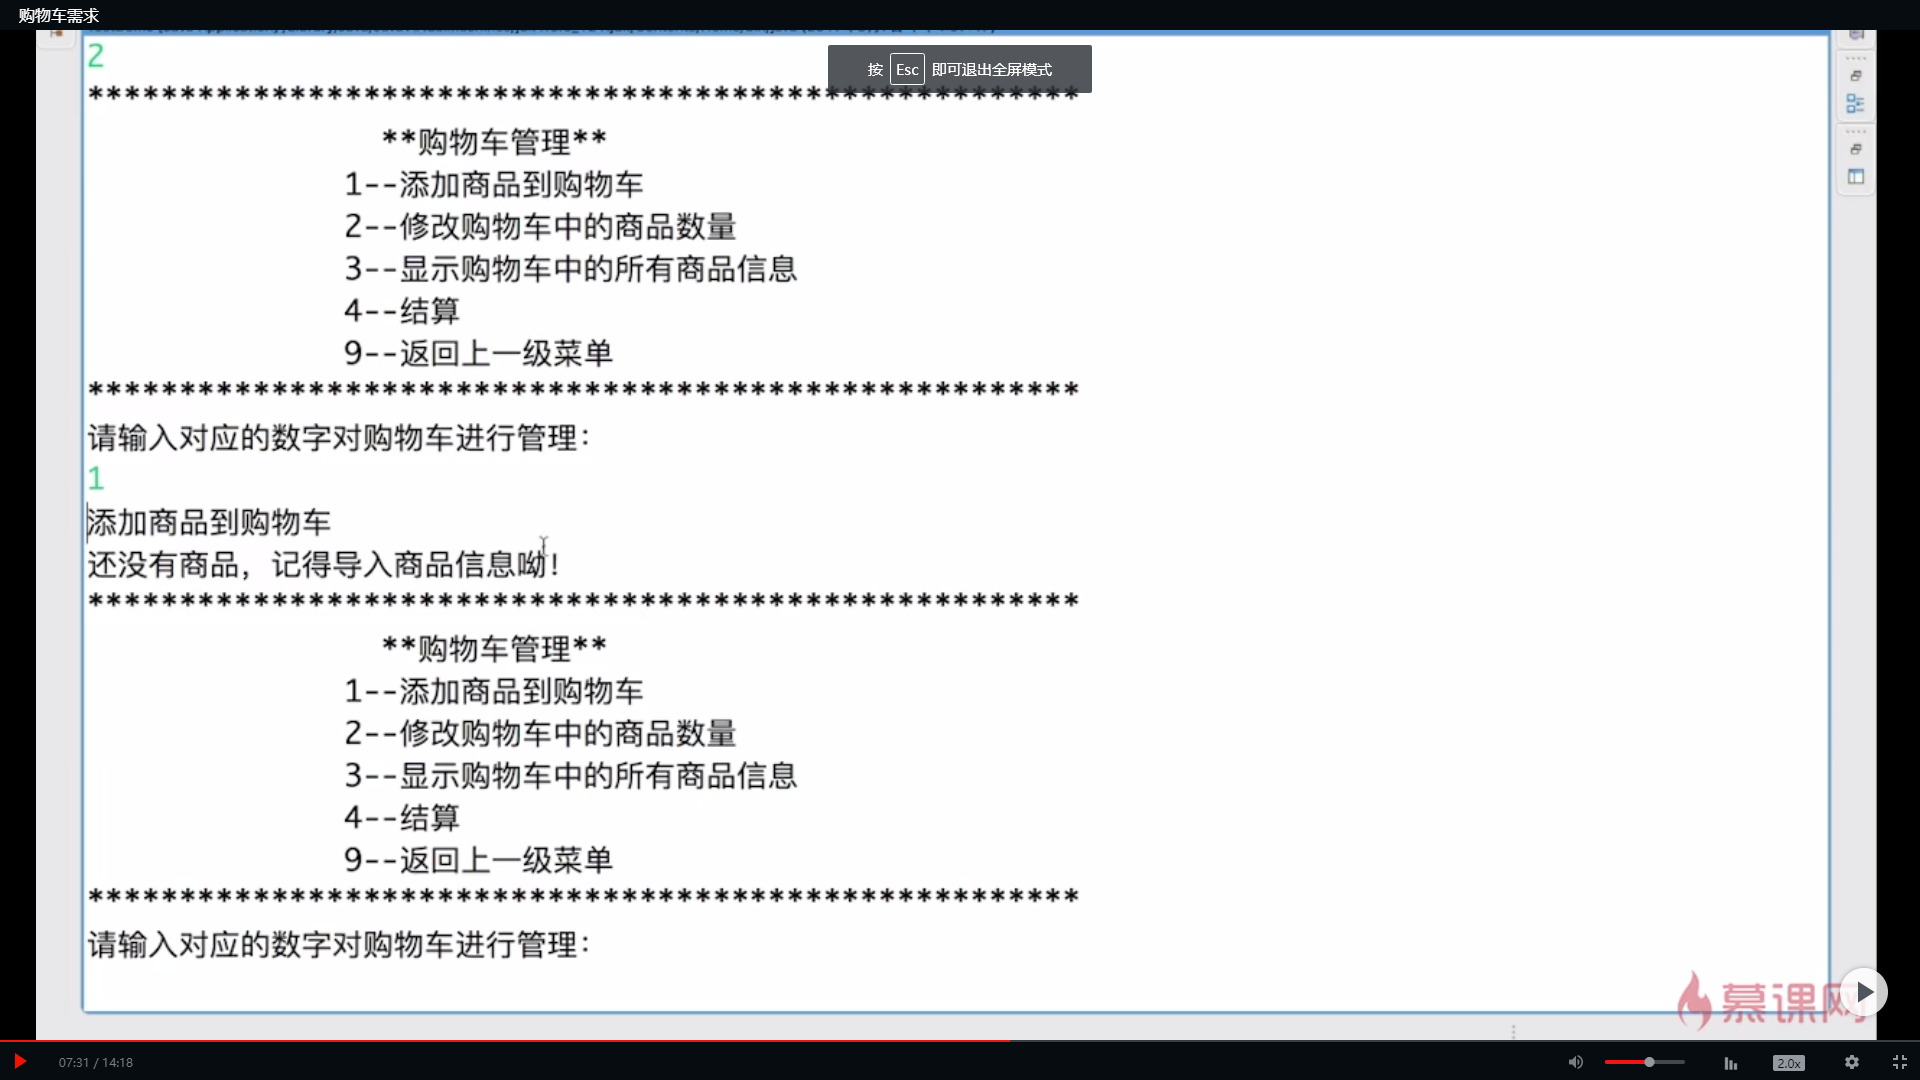 购物车需求
2
按 Esc 即可退出全屏模式
******************************************************
**购物车管理**
1--添加商品到购物车
2--修改购物车中的商品数量
3--显示购物车中的所有商品信息
4--结算
9--返回上一级菜单
******************************************************
请输入对应的数字对购物车进行管理：
1
添加商品到购物车
还没有商品，记得导入商品信息呦！
******************************************************
**购物车管理**
1--添加商品到购物车
2--修改购物车中的商品数量
3--显示购物车中的所有商品信息
4--结算
9--返回上一级菜单
******************************************************
请输入对应的数字对购物车进行管理：
慕课网
07:31 / 14:18
2.0x